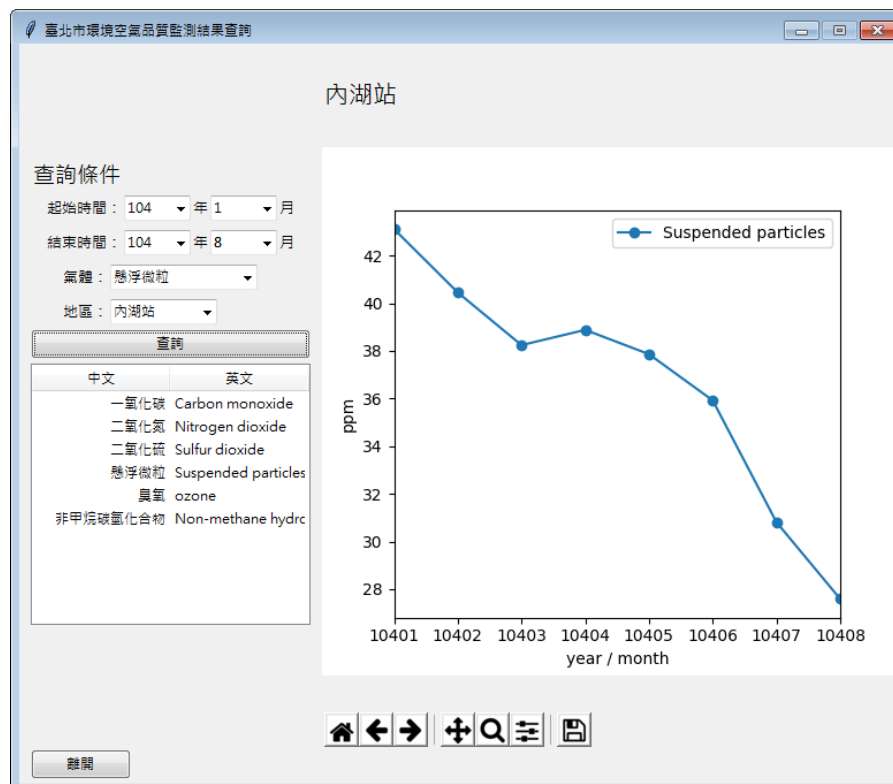 臺北市環境空氣品質監測結果查詢
內湖站
查詢條件
起始時間： 104 年 1 月
結束時間： 104 年 8 月
氣體： 懸浮微粒
地區： 內湖站
查詢
中文 英文
一氧化碳 Carbon monoxide
二氧化氮 Nitrogen dioxide
二氧化硫 Sulfur dioxide
懸浮微粒 Suspended particles
臭氧 ozone
非甲烷碳氫化合物 Non-methane hydrc
離開
Suspended particles
42
40
38
36
34
32
30
28
ppm
10401 10402 10403 10404 10405 10406 10407 10408
year / month